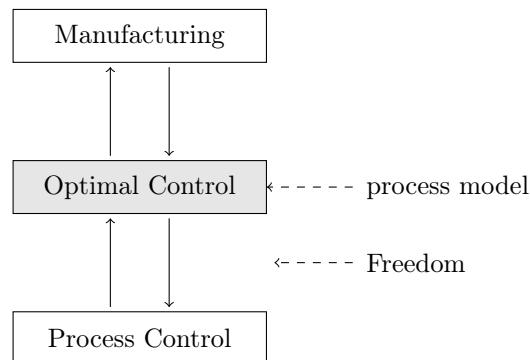 Manufacturing
Optimal Control
process model
Freedom
Process Control